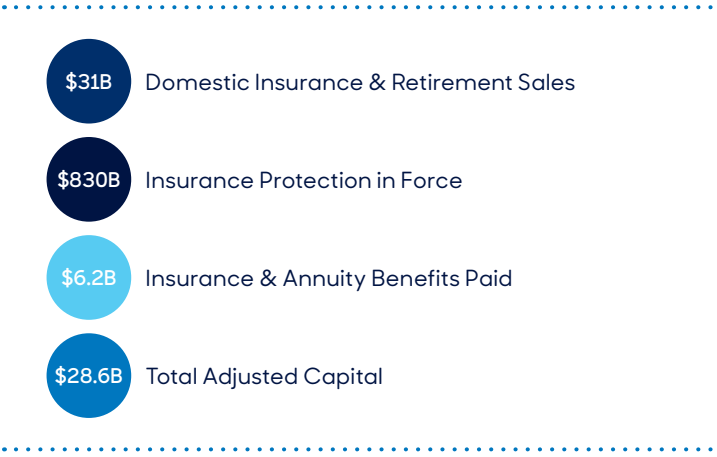 $31B Domestic Insurance & Retirement Sales
$830B Insurance Protection in Force
$6.2B Insurance & Annuity Benefits Paid
$28.6B Total Adjusted Capital